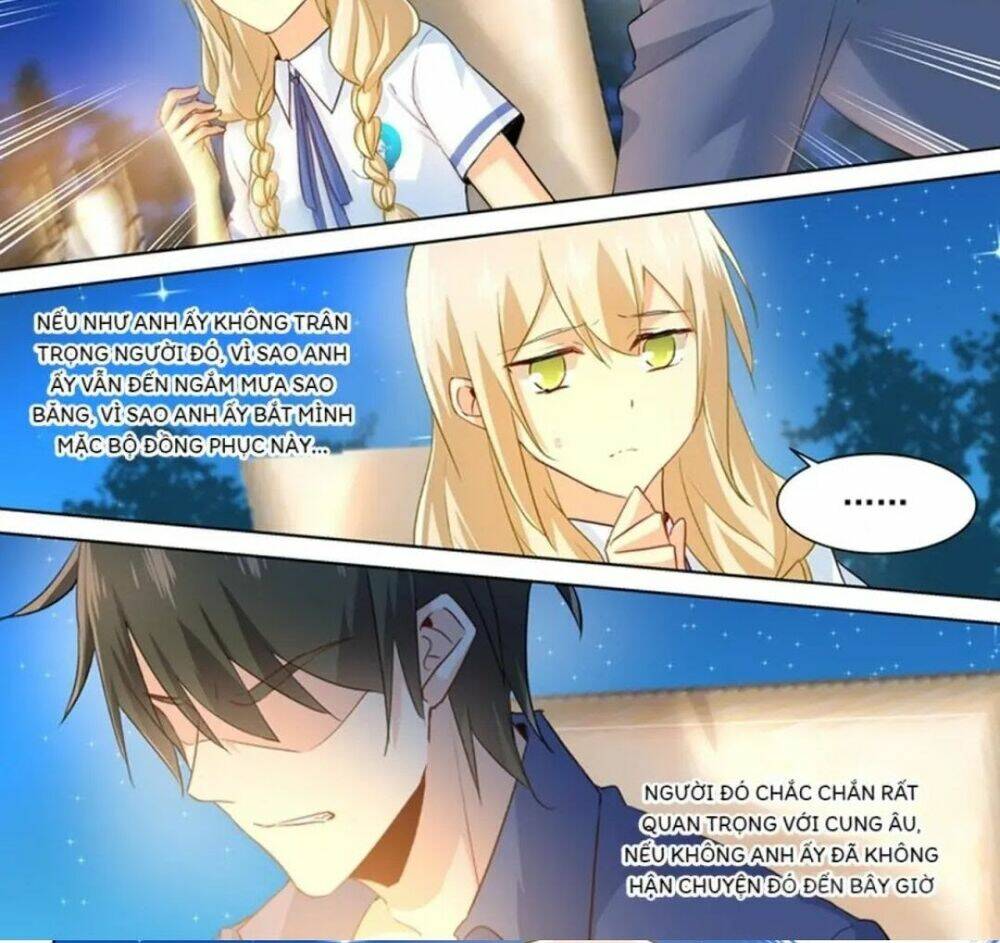 NẾU NHƯ ANH ẤY KHÔNG TRÂN
TRỌNG NGƯỜI ĐÓ, VÌ SAO ANH
ẤY VẪN ĐẾN NGẮM MƯA SAO
BĂNG, VÌ SAO ANH ẤY BẮT MÌNH
MẶC BỘ ĐỒNG PHỤC NÀY...
......
NGƯỜI ĐÓ CHẮC CHẮN RẤT
QUAN TRỌNG VỚI CUNG ÂU,
NẾU KHÔNG ANH ẤY ĐÃ KHÔNG
HẬN CHUYỆN ĐÓ ĐẾN BÂY GIỜ